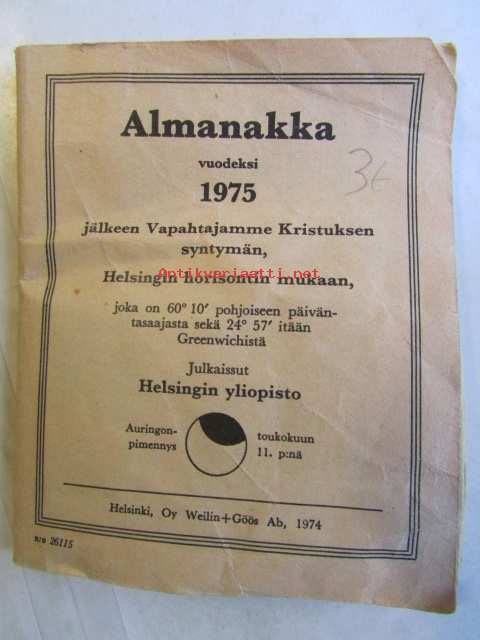 Almanakka
vuodeksi
1975
36
jälkeen Vapahtajamme Kristuksen
syntymän,
Antikvariaatti.net
Helsingin horisontin mukaan,
joka on 60° 10′ pohjoiseen päivän-
tasaajasta sekä 24° 57′ itään
Greenwichistä
Julkaissut
Helsingin yliopisto
Auringon-
pimennys
toukokuun
11. p:nä
Helsinki, Oy Weilin+Göös Ab, 1974
26115